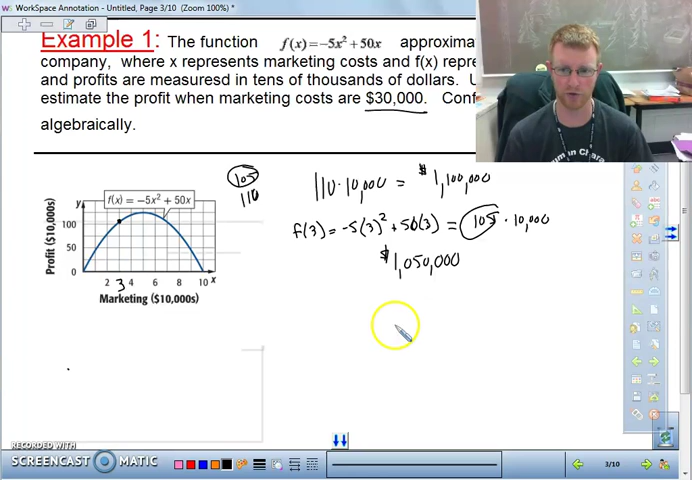 WorkSpace Annotation - Untitled, Page 3/10 (Zoom 100%) *
Example 1: The function f(x)=-5x²+50x approximat
company, where x represents marketing costs and f(x) repre
and profits are measuresd in tens of thousands of dollars. U
estimate the profit when marketing costs are $30,000. Conf
algebraically.
105
110
110·10,000 = $1,100,000
f(3) = -5(3)² + 50(3) = 105 · 10,000
$1,050,000
f(x) = -5x² + 50x
y
100
50
0
2 3 4 6 8 10 x
Profit ($10,000s)
Marketing ($10,000s)
RECORDED WITH
SCREENCAST MATIC
3/10